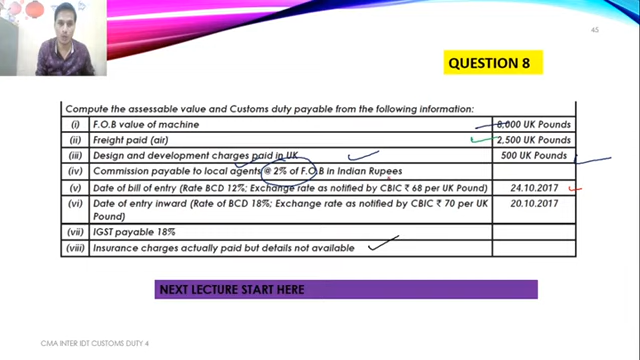 45
QUESTION 8
Compute the assessable value and Customs duty payable from the following information:
(i) F.O.B value of machine 8,000 UK Pounds
(ii) Freight paid (air) 2,500 UK Pounds
(iii) Design and development charges paid in UK 500 UK Pounds
(iv) Commission payable to local agents @ 2% of F.O.B in Indian Rupees
(v) Date of bill of entry (Rate BCD 12%; Exchange rate as notified by CBIC ₹ 68 per UK Pound) 24.10.2017
(vi) Date of entry inward (Rate of BCD 18%; Exchange rate as notified by CBIC ₹ 70 per UK 20.10.2017
Pound)
(vii) IGST payable 18%
(viii) Insurance charges actually paid but details not available
NEXT LECTURE START HERE
CMA INTER IDT CUSTOMS DUTY 4